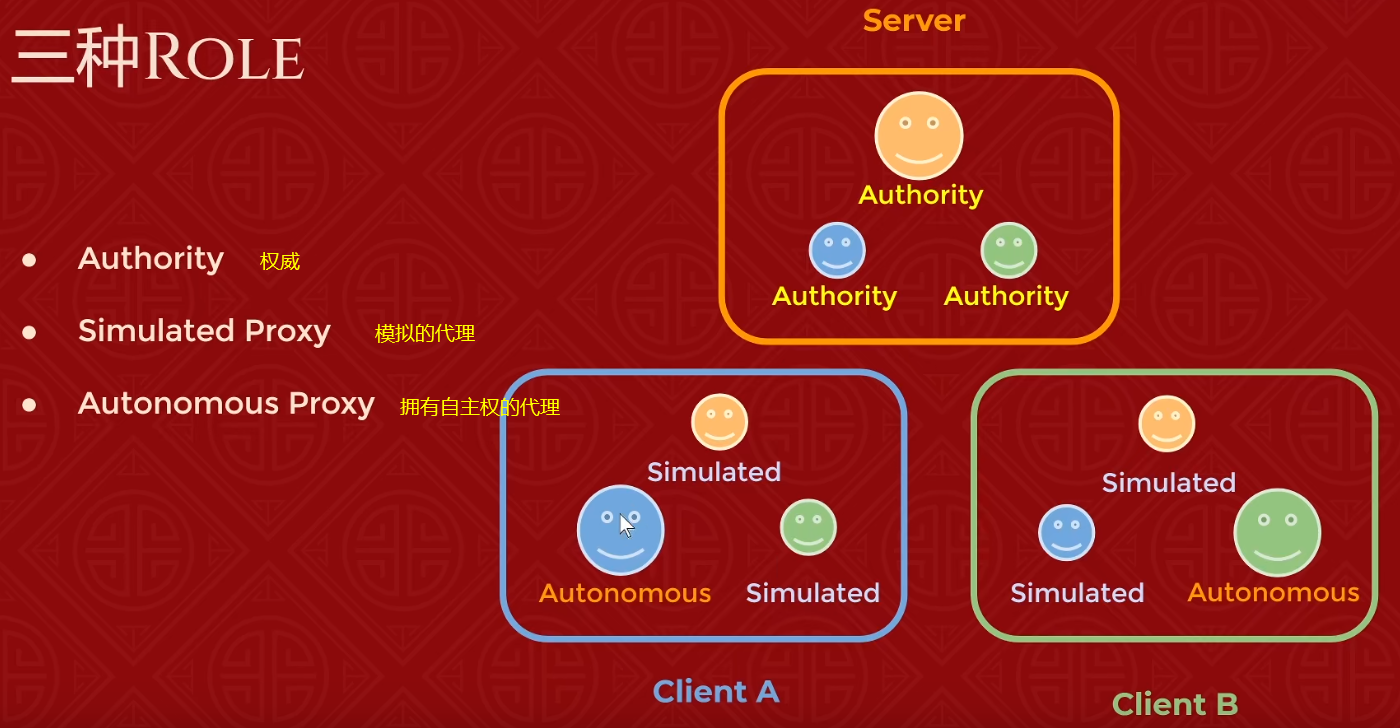 三种Role
● Authority 权威
● Simulated Proxy 模拟的代理
● Autonomous Proxy 拥有自主权的代理
Server
Authority
Authority Authority
Simulated
Autonomous Simulated
Client A
Simulated
Simulated Autonomous
Client B